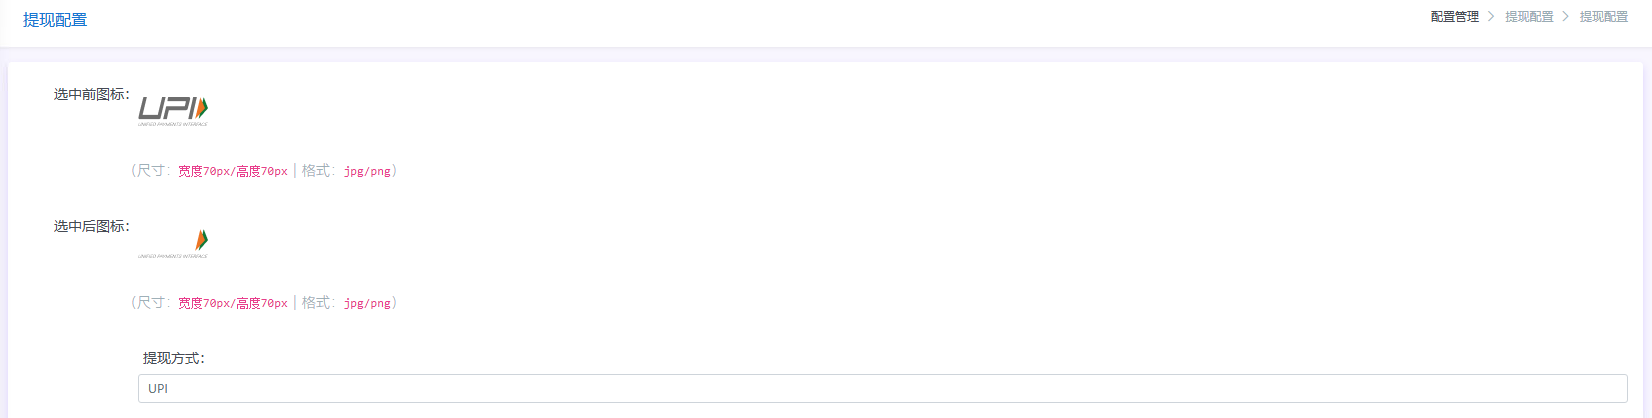 提现配置
配置管理 > 提现配置 > 提现配置
选中前图标：
UPI
UNIFIED PAYMENTS INTERFACE
（尺寸：宽度70px/高度70px | 格式：jpg/png）
选中后图标：
UNIFIED PAYMENTS INTERFACE
（尺寸：宽度70px/高度70px | 格式：jpg/png）
提现方式：
UPI